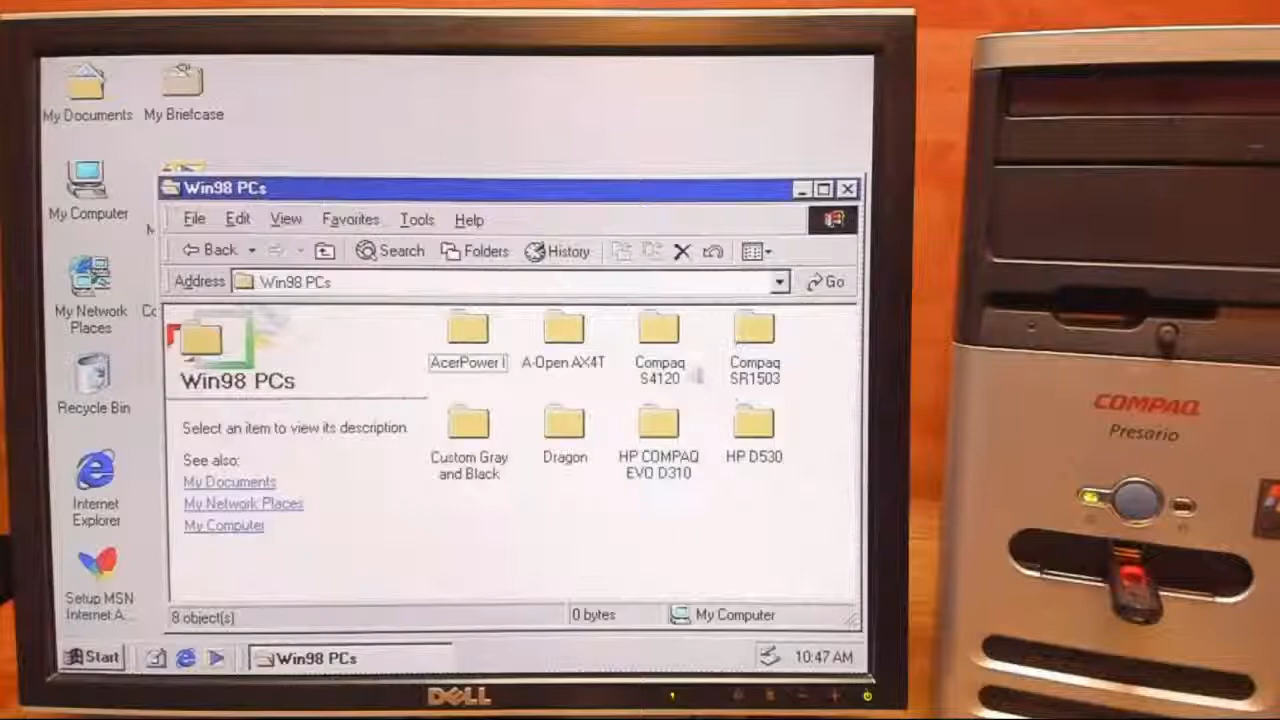 My Documents
My Briefcase
My Computer
My Network
Places
Recycle Bin
Internet
Explorer
Setup MSN
Internet A...
Win98 PCs
File Edit View Favorites Tools Help
Back Search Folders History
Address Win98 PCs Go
Win98 PCs
Select an item to view its description.
See also:
My Documents
My Network Places
My Computer
AcerPower I
A-Open AX4T
Compaq
S4120
Compaq
SR1503
Custom Gray
and Black
Dragon
HP COMPAQ
EVO D310
HP D530
8 object(s) 0 bytes My Computer
Start Win98 PCs 10:47 AM
DELL
COMPAQ
Presario